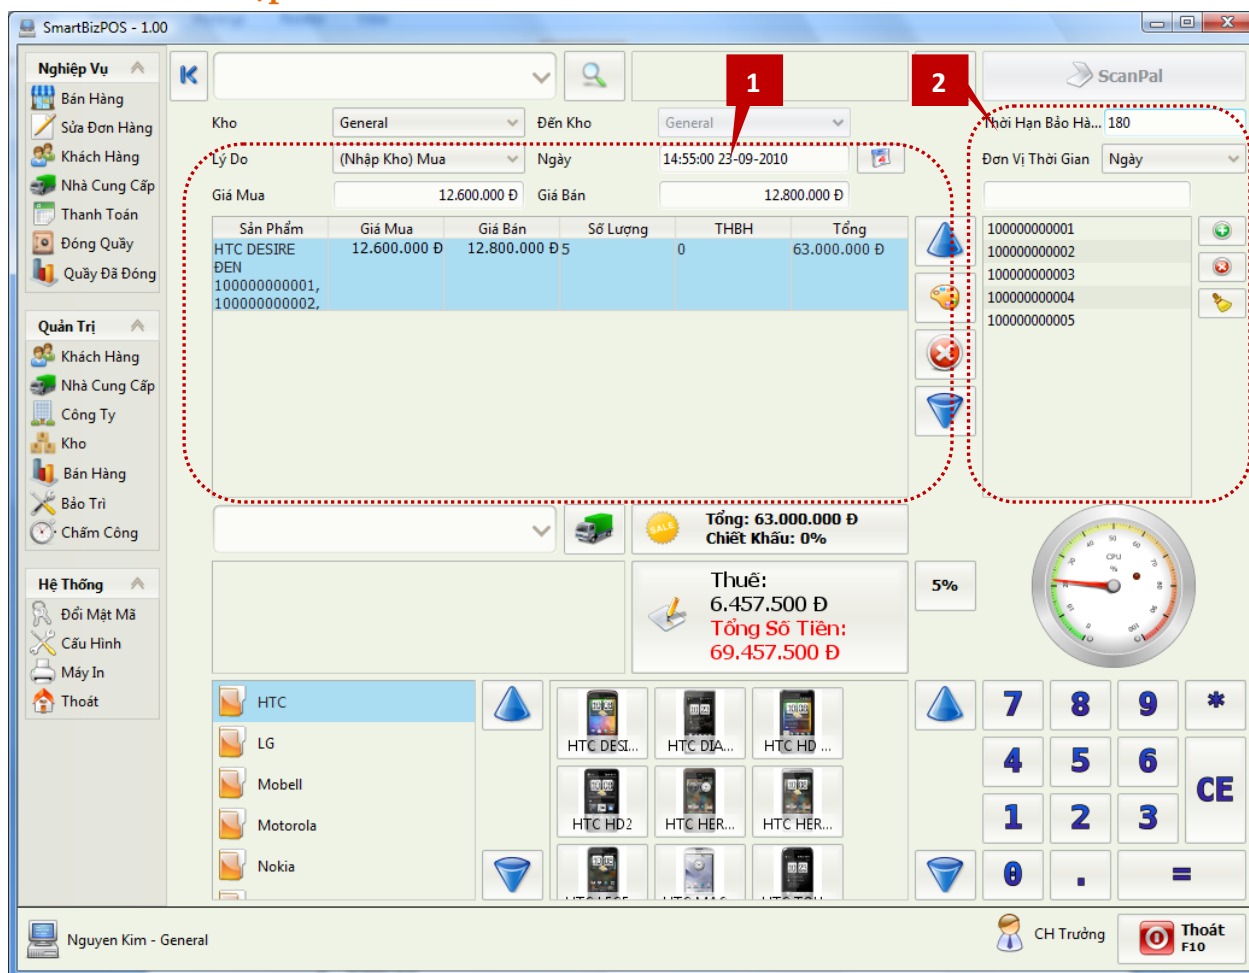 SmartBizPOS - 1.00
Nghiệp Vụ
Bán Hàng
Sửa Đơn Hàng
Khách Hàng
Nhà Cung Cấp
Thanh Toán
Đóng Quầy
Quầy Đã Đóng
Quản Trị
Khách Hàng
Nhà Cung Cấp
Công Ty
Kho
Bán Hàng
Bảo Trì
Chấm Công
Hệ Thống
Đổi Mật Mã
Cấu Hình
Máy In
Thoát
1
2
ScanPal
Kho General Đến Kho General
Thời Hạn Bảo Hà... 180
Lý Do (Nhập Kho) Mua Ngày 14:55:00 23-09-2010
Đơn Vị Thời Gian Ngày
Giá Mua 12.600.000 Đ Giá Bán 12.800.000 Đ
Sản Phẩm Giá Mua Giá Bán Số Lượng THBH Tổng
HTC DESIRE 12.600.000 Đ 12.800.000 Đ 5 0 63.000.000 Đ
ĐEN
100000000001,
100000000002,
100000000001
100000000002
100000000003
100000000004
100000000005
SALE
Tổng: 63.000.000 Đ
Chiết Khấu: 0%
Thuế:
6.457.500 Đ
Tổng Số Tiền:
69.457.500 Đ
5%
CPU
%
HTC
LG
Mobell
Motorola
Nokia
HTC DESI... HTC DIA... HTC HD ...
HTC HD2 HTC HER... HTC HER...
7 8 9 *
4 5 6
CE
1 2 3
0 . =
Nguyen Kim - General
CH Trưởng
Thoát
F10